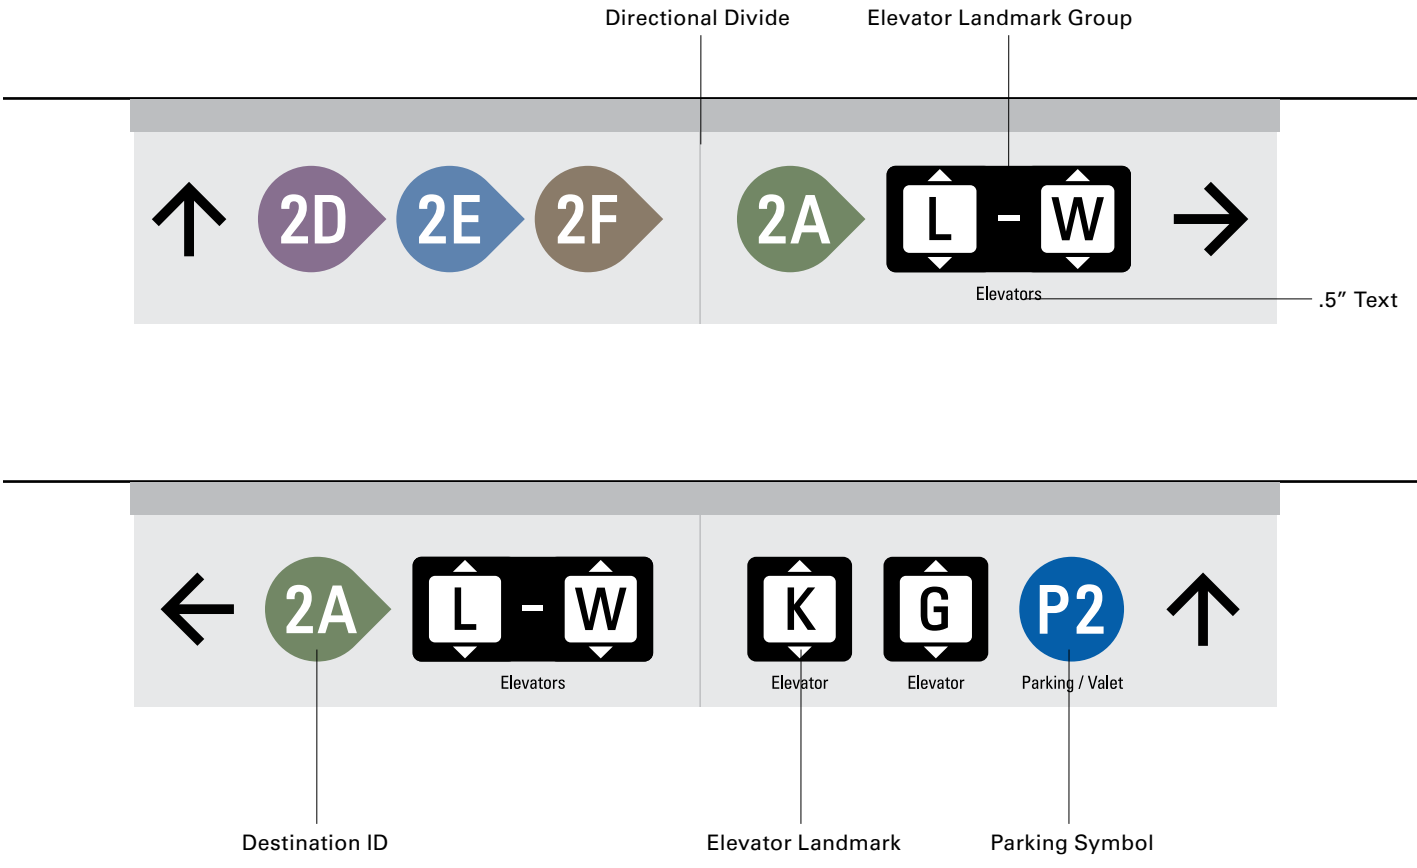 Directional Divide
Elevator Landmark Group
2D 2E 2F 2A L - W
Elevators
.5” Text
2A L - W K G P2
Elevators Elevator Elevator Parking / Valet
Destination ID
Elevator Landmark
Parking Symbol